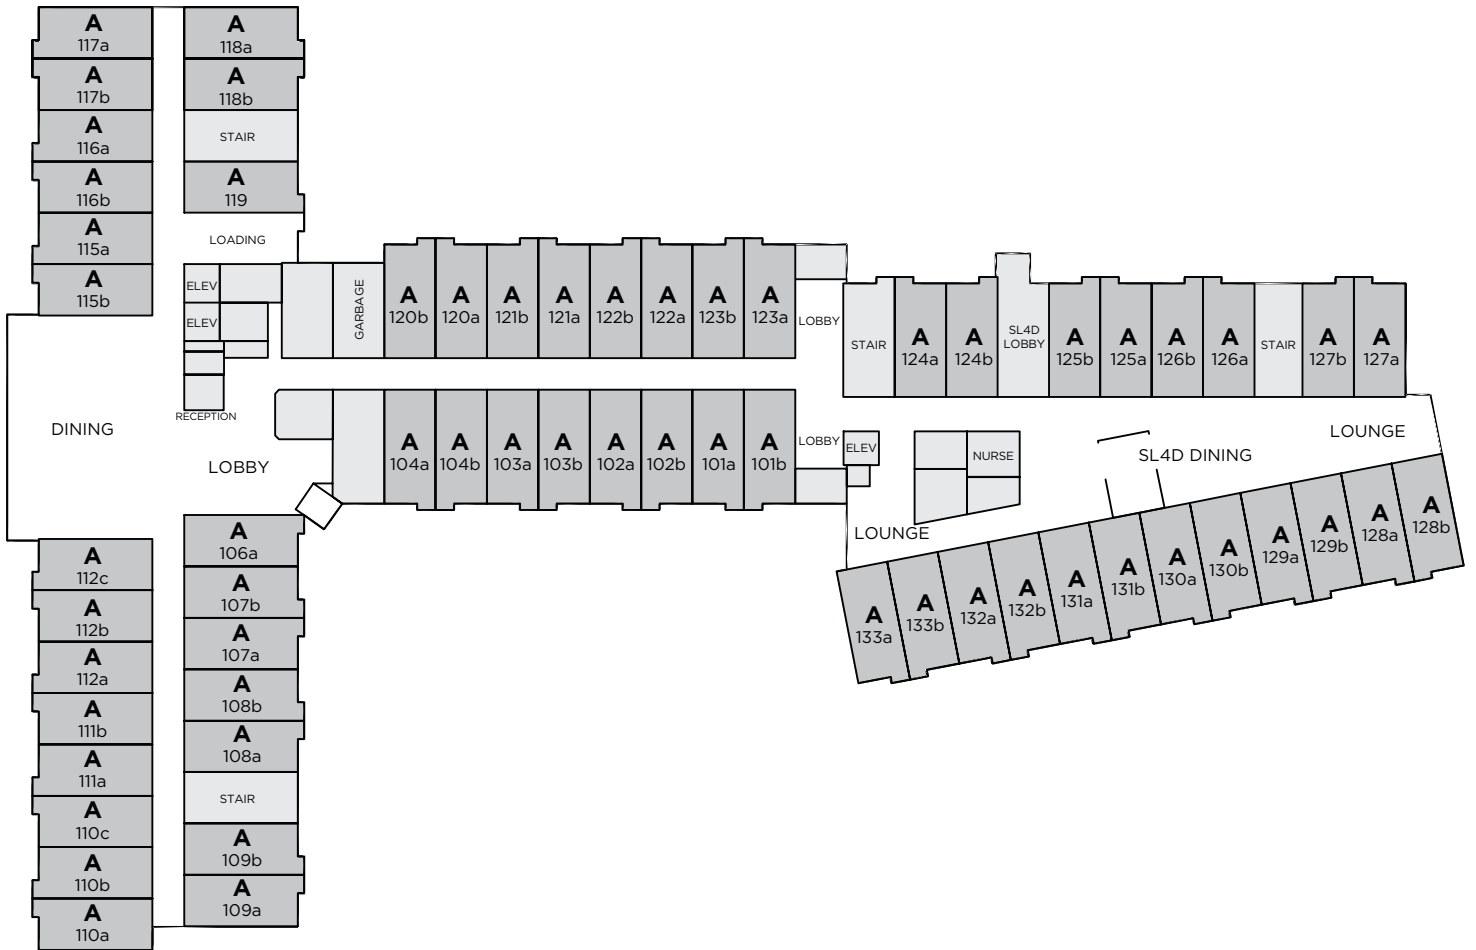 A
117a
A
118a
A
117b
A
118b
A
116a
STAIR
A
116b
A
119
A
115a
LOADING
A
115b
ELEV
ELEV
RECEPTION
DINING
LOBBY
GARBAGE
A
120b
A
120a
A
121b
A
121a
A
122b
A
122a
A
123b
A
123a
LOBBY
STAIR
A
124a
A
124b
SL4D
LOBBY
A
125b
A
125a
A
126b
A
126a
STAIR
A
127b
A
127a
A
104a
A
104b
A
103a
A
103b
A
102a
A
102b
A
101a
A
101b
LOBBY
ELEV
NURSE
SL4D DINING
LOUNGE
LOUNGE
A
133a
A
133b
A
132a
A
132b
A
131a
A
131b
A
130a
A
130b
A
129a
A
129b
A
128a
A
128b
A
106a
A
112c
A
107b
A
112b
A
107a
A
112a
A
108b
A
111b
A
108a
A
111a
STAIR
A
110c
A
109b
A
110b
A
109a
A
110a